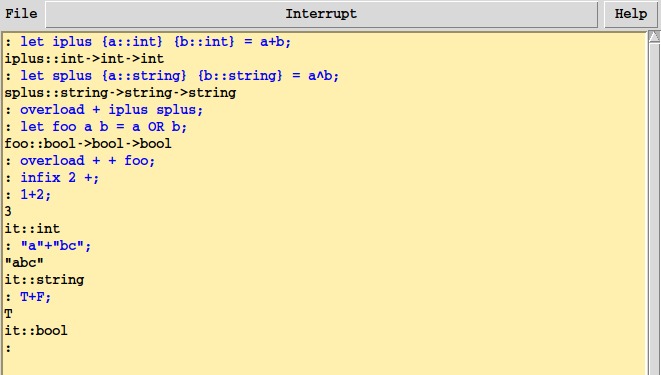 File Interrupt Help
: let iplus {a::int} {b::int} = a+b;
iplus::int->int->int
: let splus {a::string} {b::string} = a^b;
splus::string->string->string
: overload + iplus splus;
: let foo a b = a OR b;
foo::bool->bool->bool
: overload + + foo;
: infix 2 +;
: 1+2;
3
it::int
: "a"+"bc";
"abc"
it::string
: T+F;
T
it::bool
: